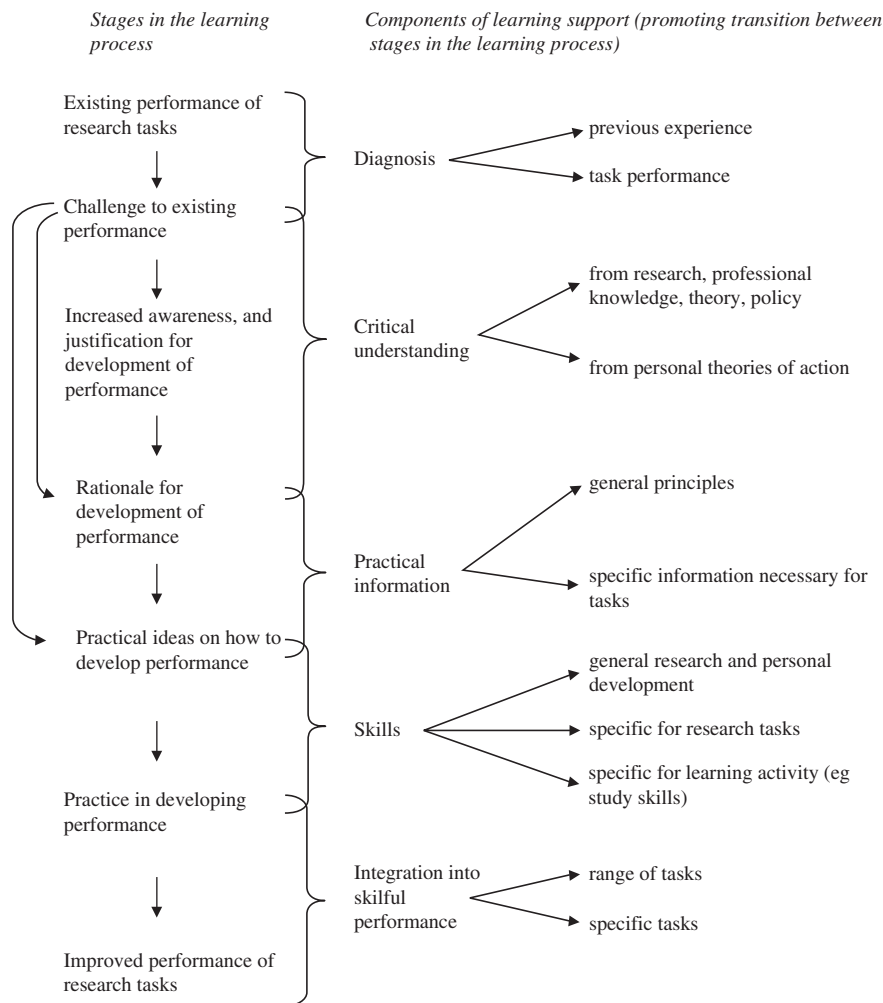 Stages in the learning
process
Components of learning support (promoting transition between
stages in the learning process)
Existing performance of
research tasks
Challenge to existing
performance
Increased awareness, and
justification for
development of
performance
Rationale for
development of
performance
Practical ideas on how to
develop performance
Practice in developing
performance
Improved performance of
research tasks
Diagnosis
previous experience
task performance
Critical
understanding
from research, professional
knowledge, theory, policy
from personal theories of action
Practical
information
general principles
specific information necessary for
tasks
Skills
general research and personal
development
specific for research tasks
specific for learning activity (eg
study skills)
Integration into
skilful
performance
range of tasks
specific tasks